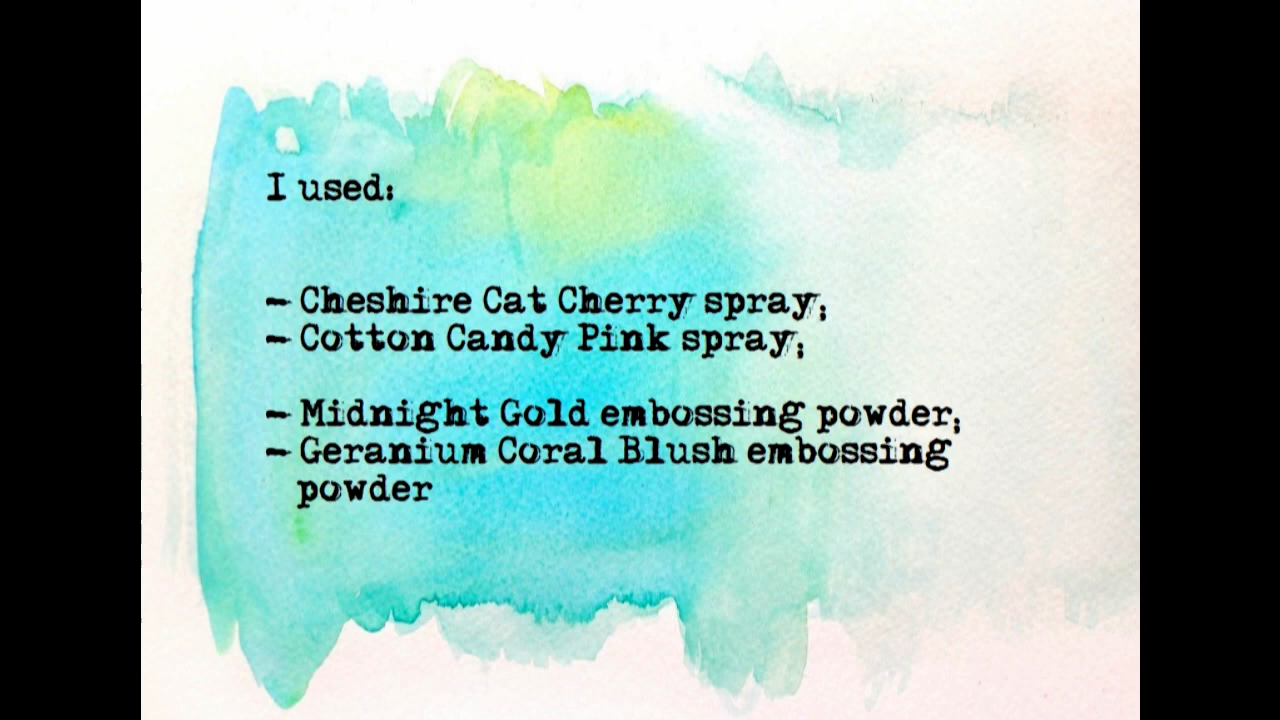 I used:
- Cheshire Cat Cherry spray;
- Cotton Candy Pink spray;
- Midnight Gold embossing powder;
- Geranium Coral Blush embossing
powder